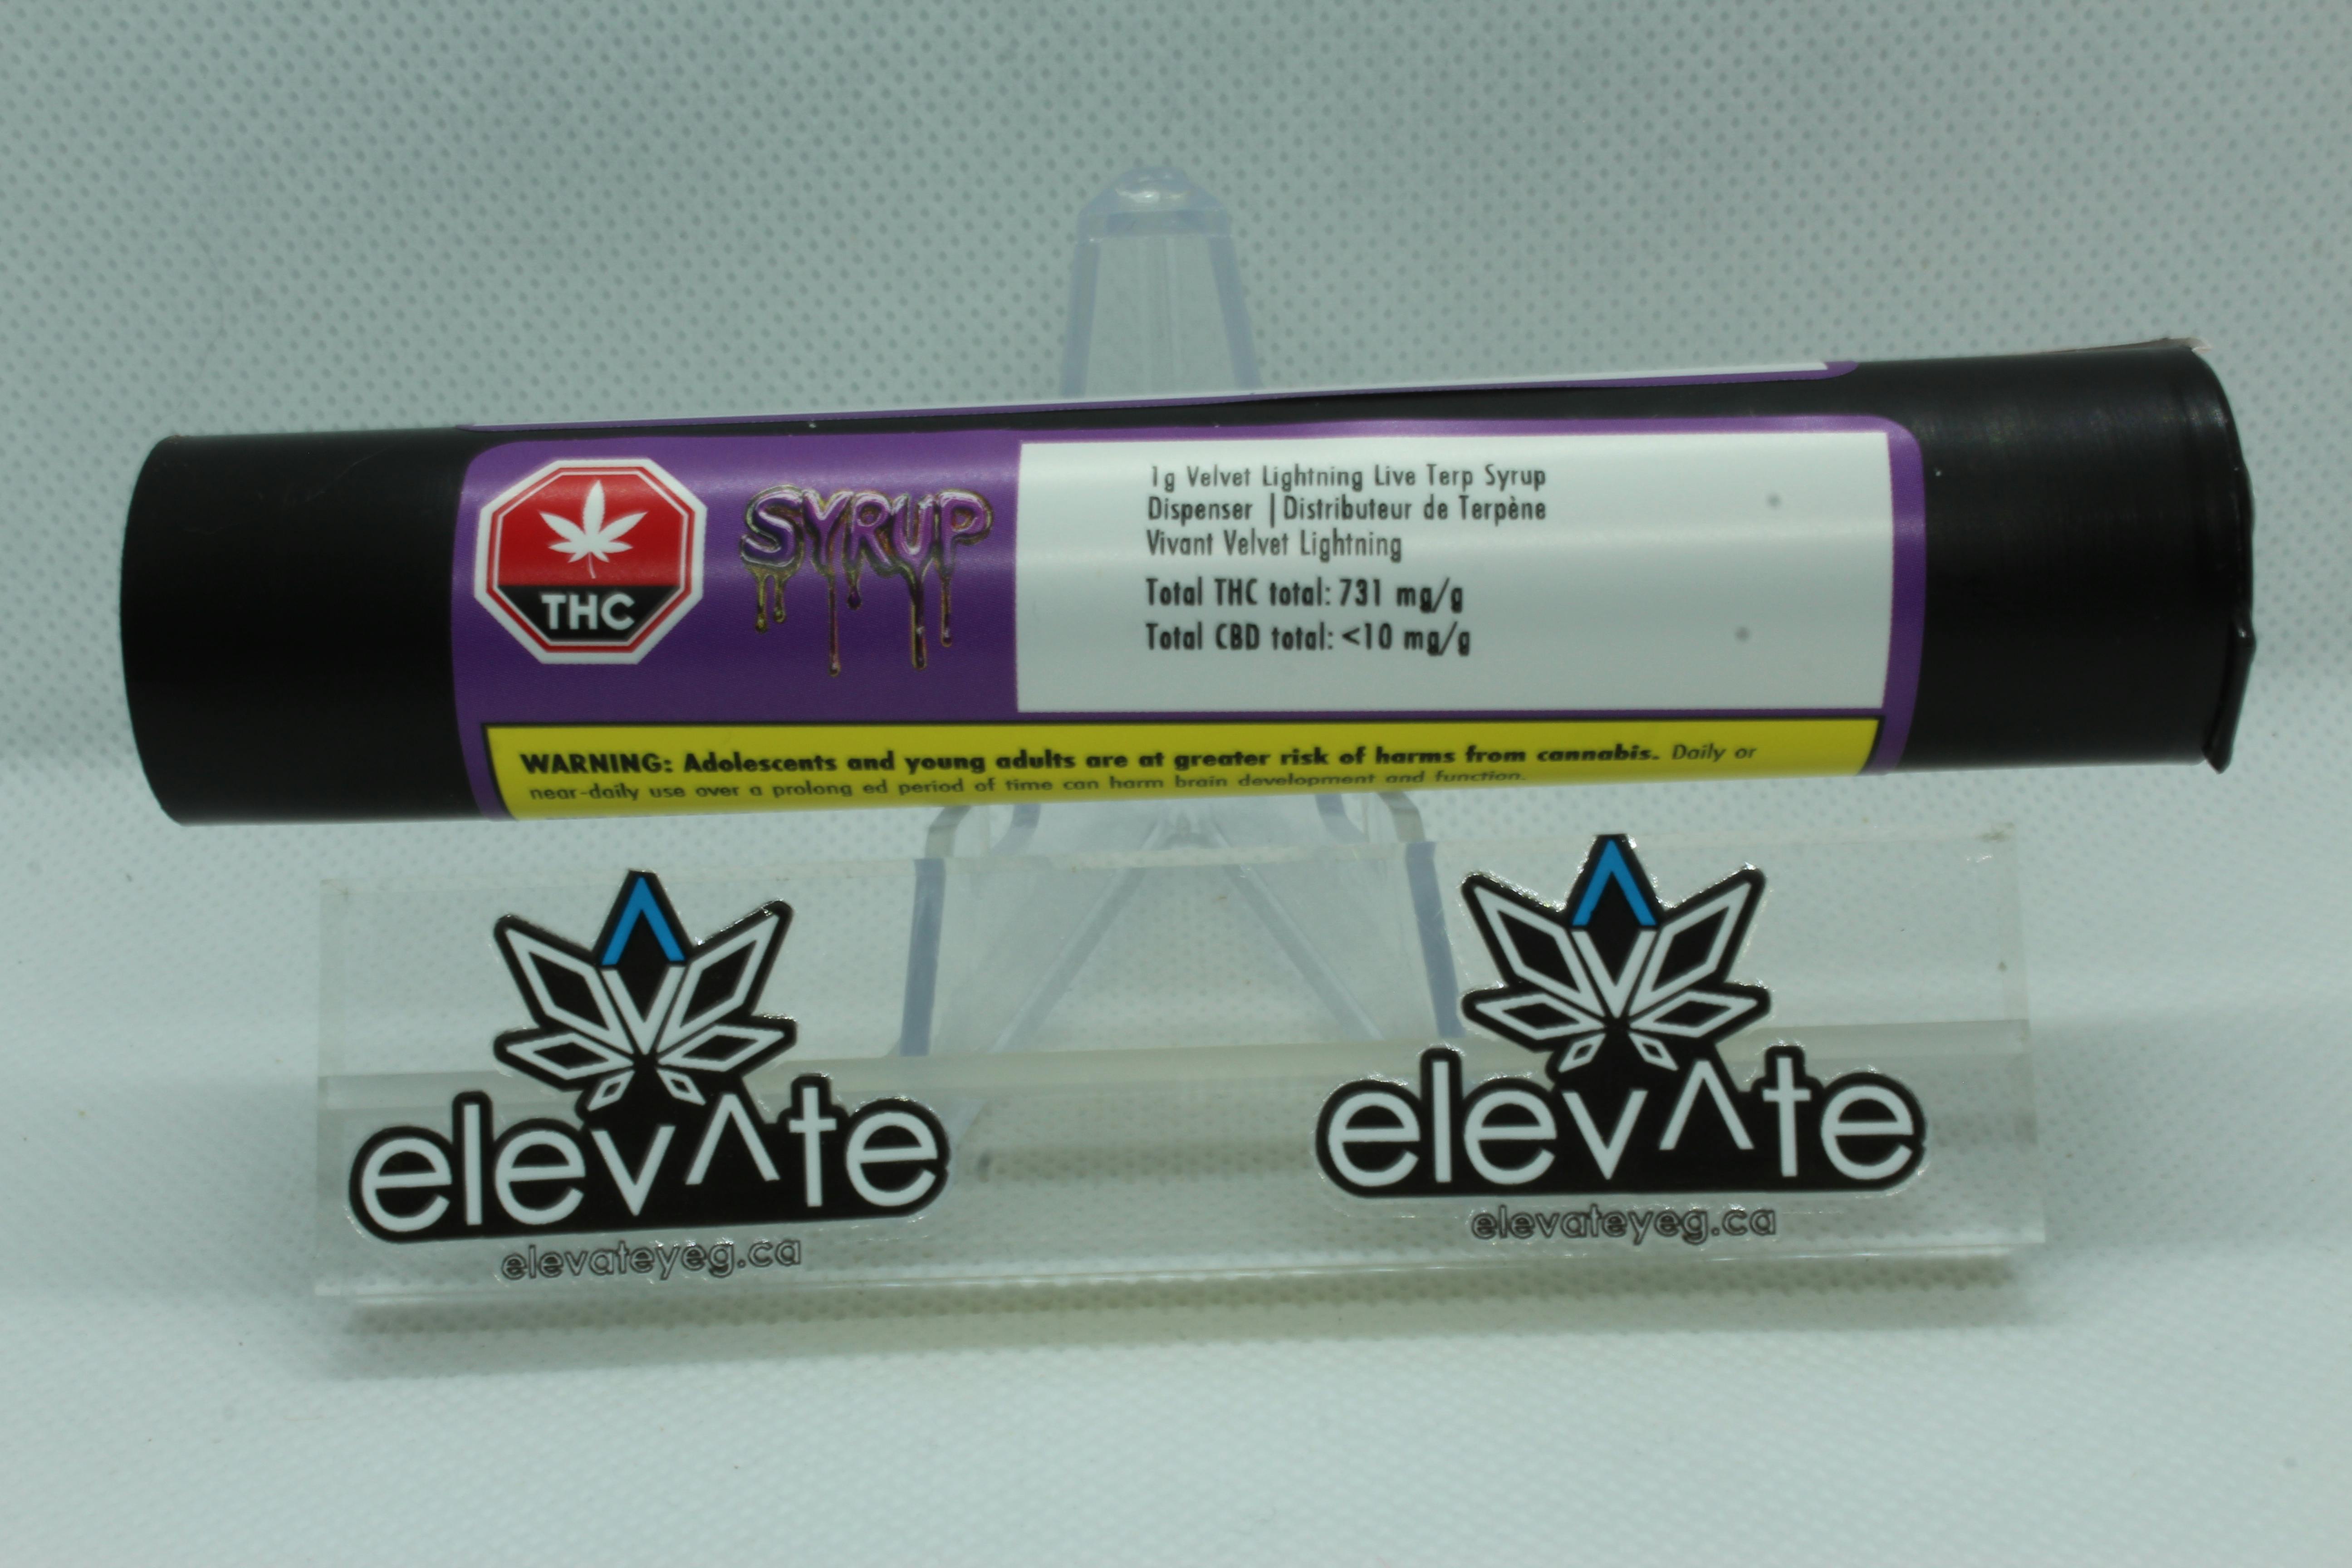 THC
SYRUP
1g Velvet Lightning Live Terp Syrup
Dispenser | Distributeur de Terpène
Vivant Velvet Lightning
Total THC total: 731 mg/g
Total CBD total: <10 mg/g
WARNING: Adolescents and young adults are at greater risk of harms from cannabis. Daily or
near-daily use over a prolong ed period of time can harm brain development and function.
elevʌte
elevateyeg.ca
elevʌte
elevateyeg.ca